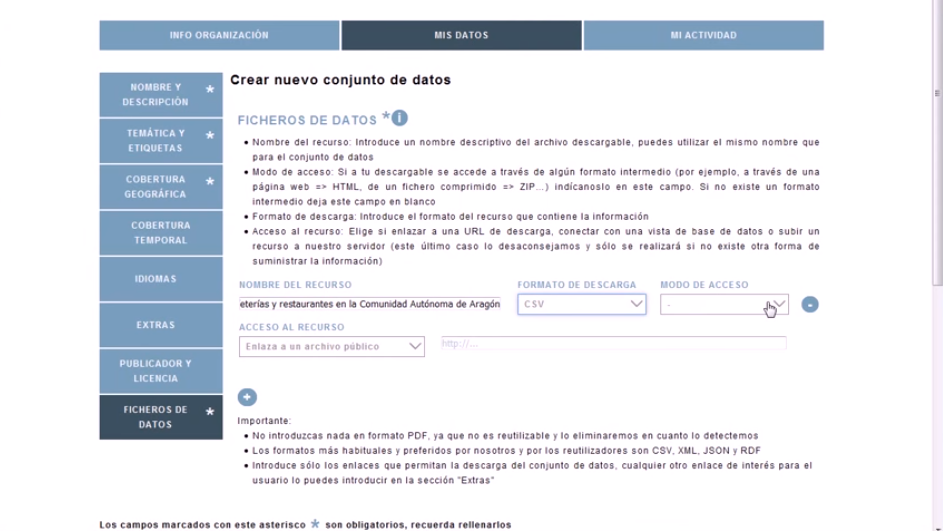 INFO ORGANIZACIÓN
MIS DATOS
MI ACTIVIDAD
NOMBRE Y
DESCRIPCIÓN *
TEMÁTICA Y
ETIQUETAS *
COBERTURA
GEOGRÁFICA *
COBERTURA
TEMPORAL
IDIOMAS
EXTRAS
PUBLICADOR Y
LICENCIA
FICHEROS DE
DATOS *
Crear nuevo conjunto de datos
FICHEROS DE DATOS * i
• Nombre del recurso: Introduce un nombre descriptivo del archivo descargable, puedes utilizar el mismo nombre que
para el conjunto de datos
• Modo de acceso: Si a tu descargable se accede a través de algún formato intermedio (por ejemplo, a través de una
página web => HTML, de un fichero comprimido => ZIP...) indícanoslo en este campo. Si no existe un formato
intermedio deja este campo en blanco
• Formato de descarga: Introduce el formato del recurso que contiene la información
• Acceso al recurso: Elige si enlazar a una URL de descarga, conectar con una vista de base de datos o subir un
recurso a nuestro servidor (este último caso lo desaconsejamos y sólo se realizará si no existe otra forma de
suministrar la información)
NOMBRE DEL RECURSO
FORMATO DE DESCARGA
MODO DE ACCESO
eterías y restaurantes en la Comunidad Autónoma de Aragón
CSV
-
-
ACCESO AL RECURSO
Enlaza a un archivo público
http://...
+
Importante:
• No introduzcas nada en formato PDF, ya que no es reutilizable y lo eliminaremos en cuanto lo detectemos
• Los formatos más habituales y preferidos por nosotros y por los reutilizadores son CSV, XML, JSON y RDF
• Introduce sólo los enlaces que permitan la descarga del conjunto de datos, cualquier otro enlace de interés para el
usuario lo puedes introducir en la sección "Extras"
Los campos marcados con este asterisco * son obligatorios, recuerda rellenarlos